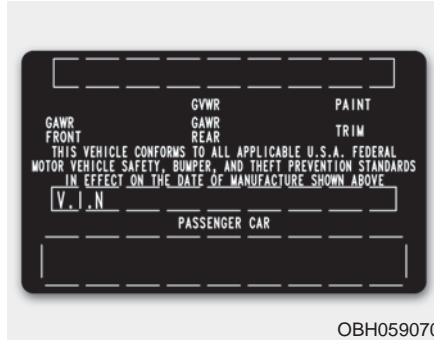 GVWR PAINT
GAWR GAWR TRIM
FRONT REAR
THIS VEHICLE CONFORMS TO ALL APPLICABLE U.S.A. FEDERAL
MOTOR VEHICLE SAFETY, BUMPER, AND THEFT PREVENTION STANDARDS
IN EFFECT ON THE DATE OF MANUFACTURE SHOWN ABOVE
V.I.N
PASSENGER CAR
OBH059070